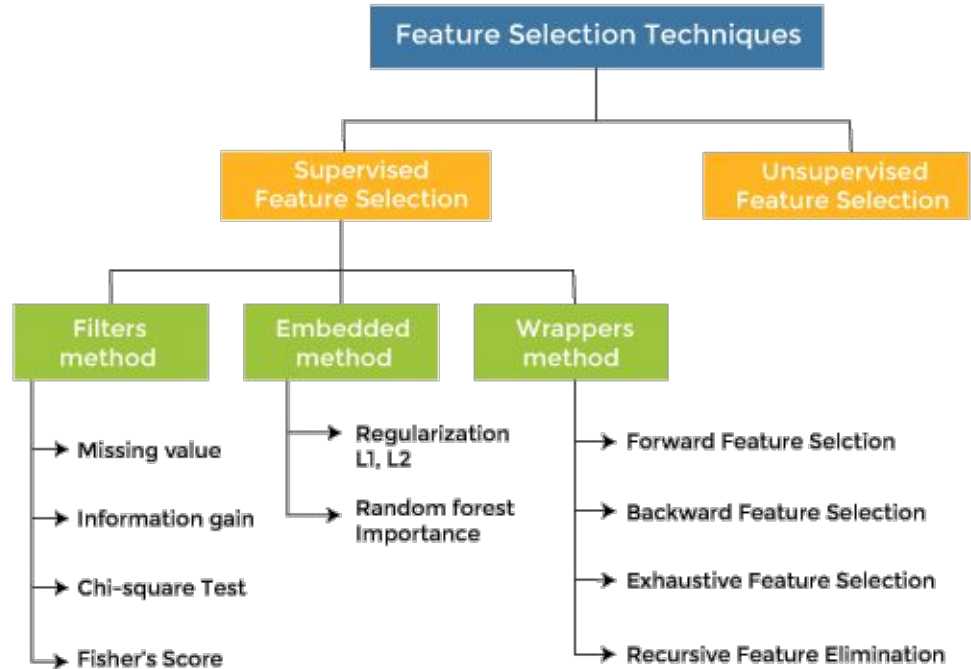 Feature Selection Techniques
Supervised
Feature Selection
Unsupervised
Feature Selection
Filters
method
Embedded
method
Wrappers
method
Missing value
Information gain
Chi-square Test
Fisher's Score
Regularization
L1, L2
Random forest
Importance
Forward Feature Selction
Backward Feature Selection
Exhaustive Feature Selection
Recursive Feature Elimination